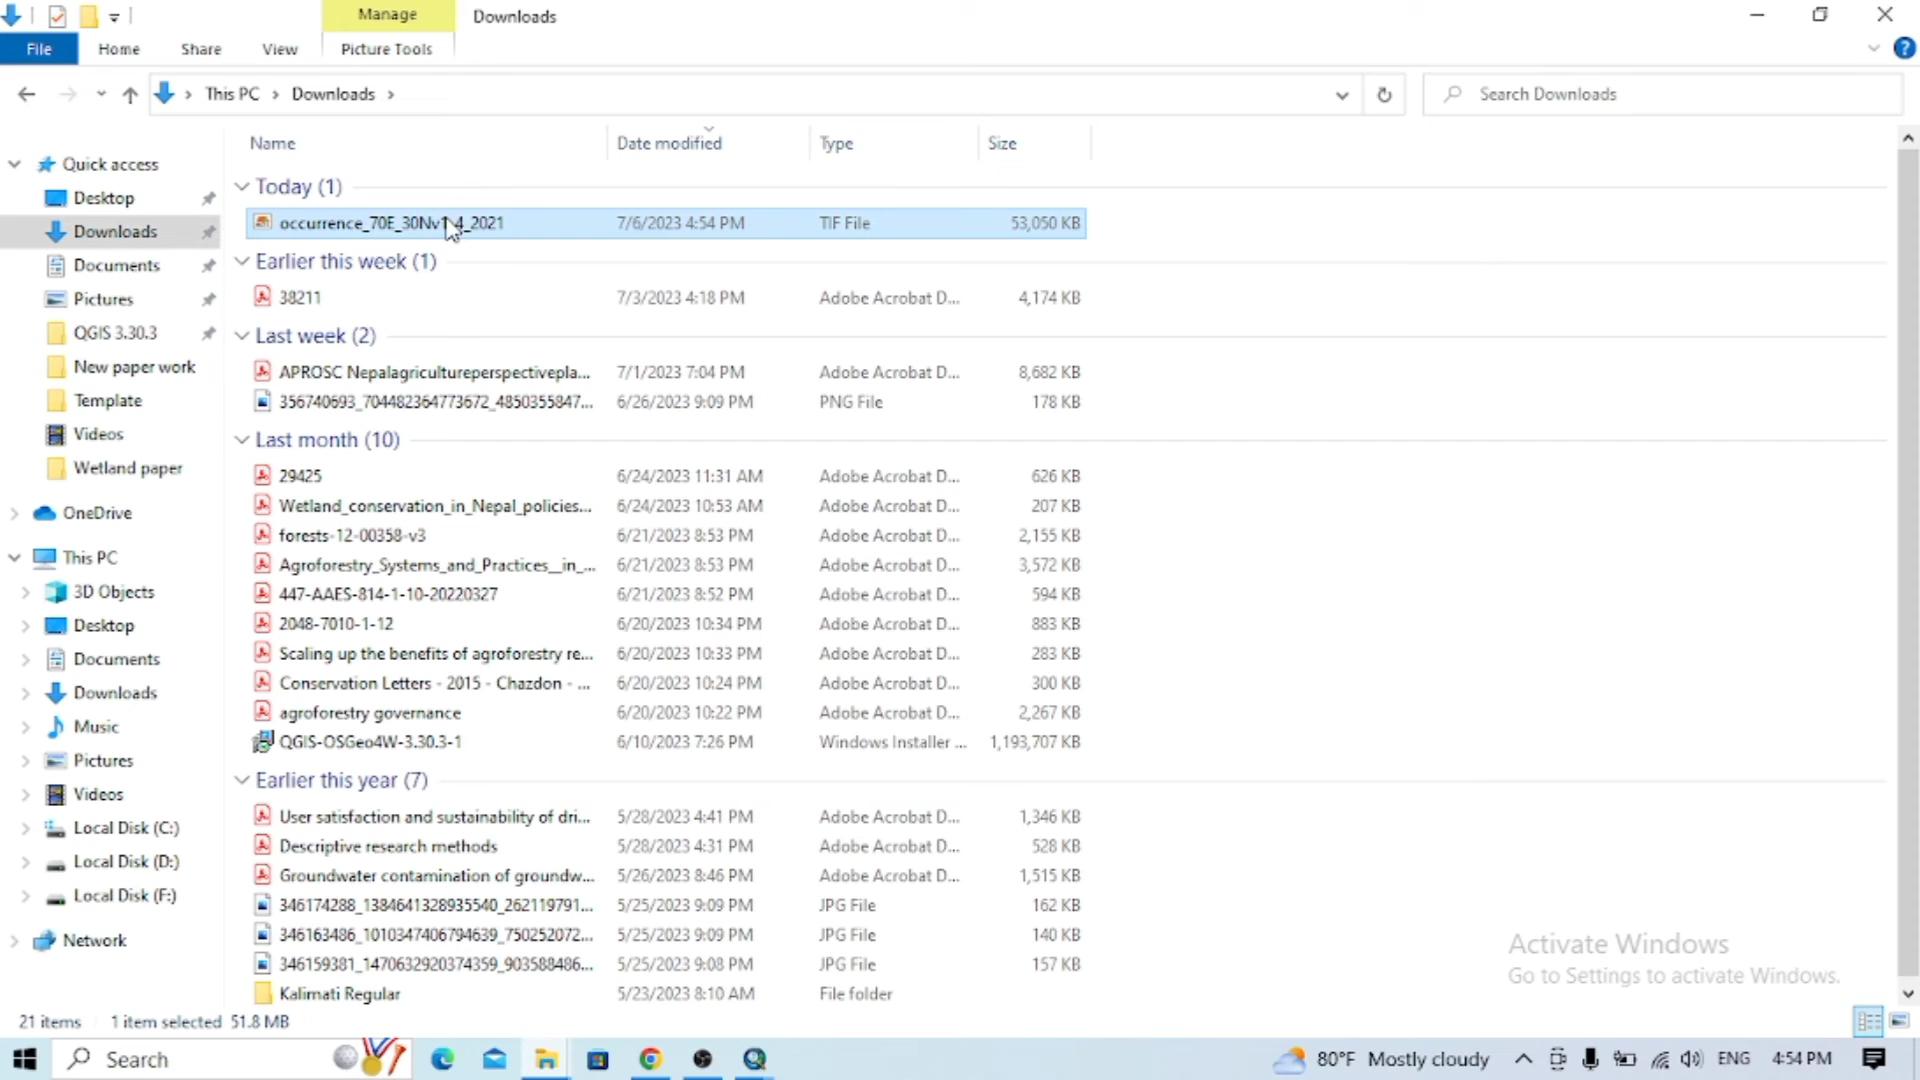 Manage
Downloads
File
Home
Share
View
Picture Tools
This PC
Downloads
Search Downloads
Name
Date modified
Type
Size
Quick access
Desktop
Downloads
Documents
Pictures
QGIS 3.30.3
New paper work
Template
Videos
Wetland paper
OneDrive
This PC
3D Objects
Desktop
Documents
Downloads
Music
Pictures
Videos
Local Disk (C:)
Local Disk (D:)
Local Disk (F:)
Network
Today (1)
occurrence_70E_30Nv1_4_2021 7/6/2023 4:54 PM TIF File 53,050 KB
Earlier this week (1)
38211 7/3/2023 4:18 PM Adobe Acrobat D... 4,174 KB
Last week (2)
APROSC Nepalagricultureperspectivepla... 7/1/2023 7:04 PM Adobe Acrobat D... 8,682 KB
356740693_704482364773672_4850355847... 6/26/2023 9:09 PM PNG File 178 KB
Last month (10)
29425 6/24/2023 11:31 AM Adobe Acrobat D... 626 KB
Wetland_conservation_in_Nepal_policies... 6/24/2023 10:53 AM Adobe Acrobat D... 207 KB
forests-12-00358-v3 6/21/2023 8:53 PM Adobe Acrobat D... 2,155 KB
Agroforestry_Systems_and_Practices__in_... 6/21/2023 8:53 PM Adobe Acrobat D... 3,572 KB
447-AAES-814-1-10-20220327 6/21/2023 8:52 PM Adobe Acrobat D... 594 KB
2048-7010-1-12 6/20/2023 10:34 PM Adobe Acrobat D... 883 KB
Scaling up the benefits of agroforestry re... 6/20/2023 10:33 PM Adobe Acrobat D... 283 KB
Conservation Letters - 2015 - Chazdon - ... 6/20/2023 10:24 PM Adobe Acrobat D... 300 KB
agroforestry governance 6/20/2023 10:22 PM Adobe Acrobat D... 2,267 KB
QGIS-OSGeo4W-3.30.3-1 6/10/2023 7:26 PM Windows Installer ... 1,193,707 KB
Earlier this year (7)
User satisfaction and sustainability of dri... 5/28/2023 4:41 PM Adobe Acrobat D... 1,346 KB
Descriptive research methods 5/28/2023 4:31 PM Adobe Acrobat D... 528 KB
Groundwater contamination of groundw... 5/26/2023 8:46 PM Adobe Acrobat D... 1,515 KB
346174288_1384641328935540_262119791... 5/25/2023 9:09 PM JPG File 162 KB
346163486_1010347406794639_750252072... 5/25/2023 9:09 PM JPG File 140 KB
346159381_1470632920374359_903588486... 5/25/2023 9:08 PM JPG File 157 KB
Kalimati Regular 5/23/2023 8:10 AM File folder
Activate Windows
Go to Settings to activate Windows.
21 items 1 item selected 51.8 MB
Search
80°F Mostly cloudy
ENG
4:54 PM